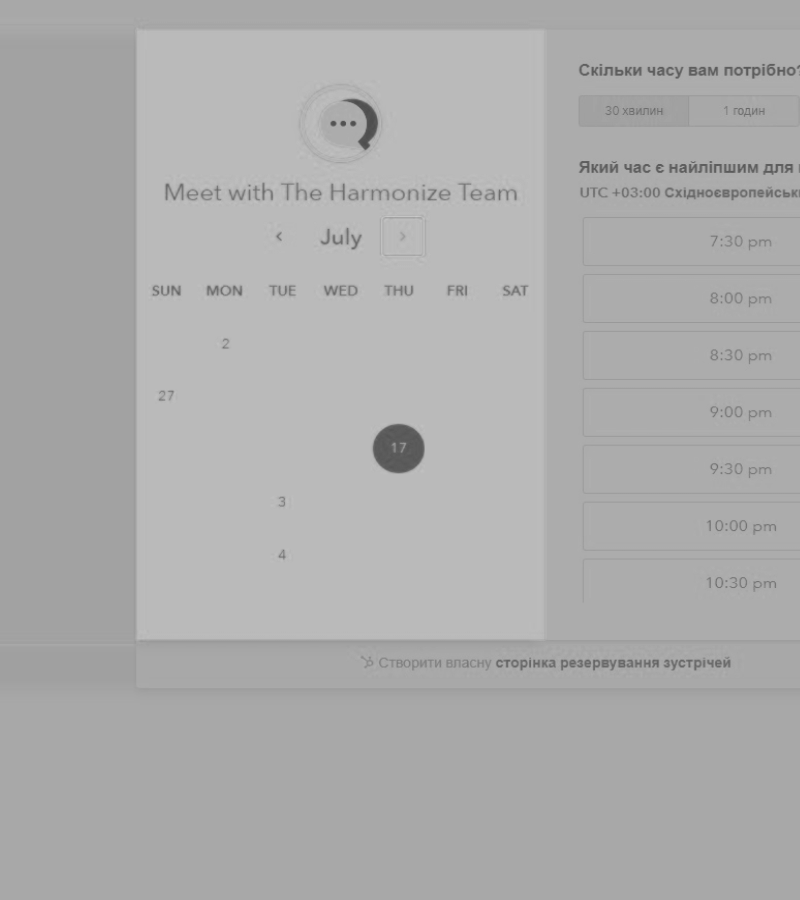 Meet with The Harmonize Team
July
SUN MON TUE WED THU FRI SAT
2
27
17
3
4
Скільки часу вам потрібно?
30 хвилин 1 годин
Який час є найліпшим для
UTC +03:00 Східноєвропейськ
7:30 pm
8:00 pm
8:30 pm
9:00 pm
9:30 pm
10:00 pm
10:30 pm
Створити власну сторінка резервування зустрічей